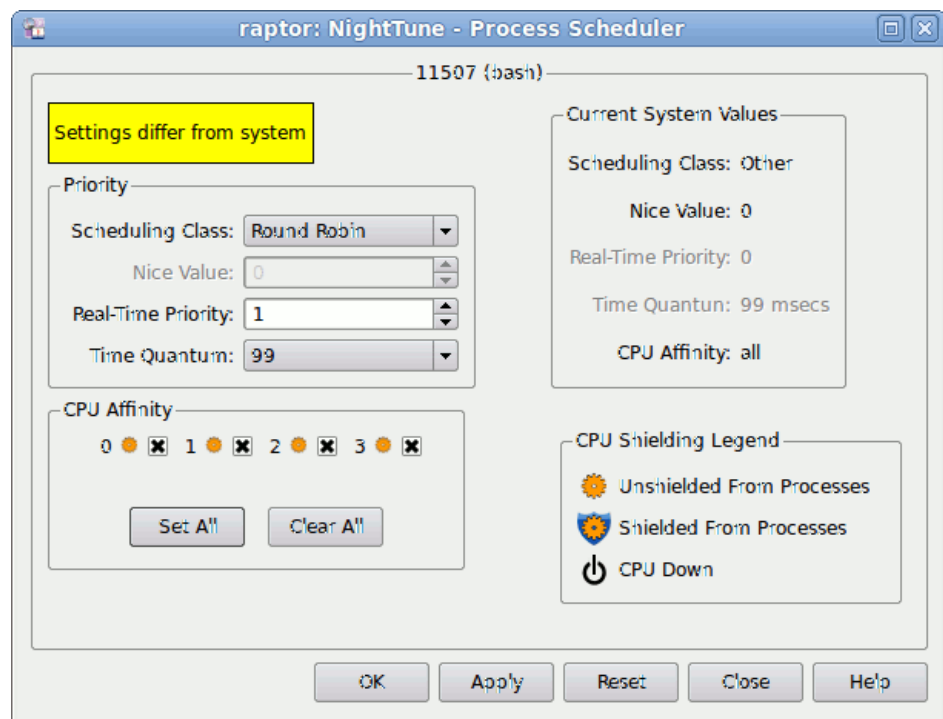 raptor: NightTune - Process Scheduler
11507 (bash)
Settings differ from system
Priority
Scheduling Class: Round Robin
Nice Value: 0
Real-Time Priority: 1
Time Quantum: 99
CPU Affinity
0 1 2 3
Set All Clear All
Current System Values
Scheduling Class: Other
Nice Value: 0
Real-Time Priority: 0
Time Quantun: 99 msecs
CPU Affinity: all
CPU Shielding Legend
Unshielded From Processes
Shielded From Processes
CPU Down
OK Apply Reset Close Help